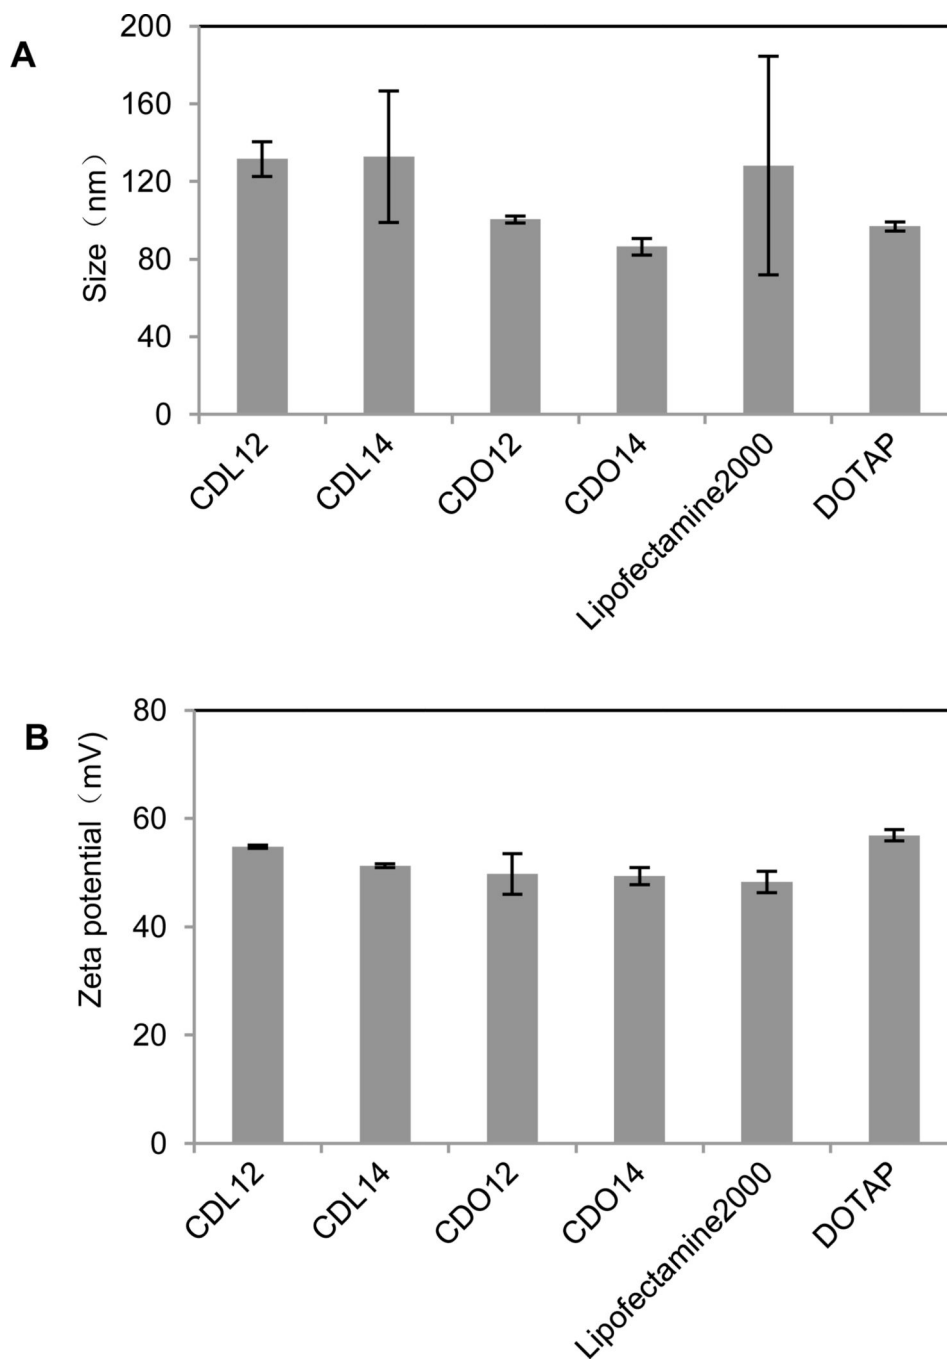 A
Size（nm）
200
160
120
80
40
0
CDL12
CDL14
CDO12
CDO14
Lipofectamine2000
DOTAP
B
Zeta potential（mV)
80
60
40
20
0
CDL12
CDL14
CDO12
CDO14
Lipofectamine2000
DOTAP